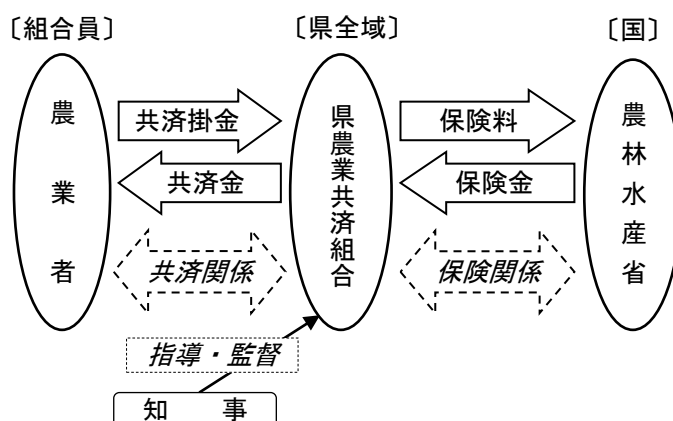 〔組合員〕
〔県全域〕
〔国〕
農業者
共済掛金
共済金
共済関係
県農業共済組合
保険料
保険金
保険関係
農林水産省
指導・監督
知 事